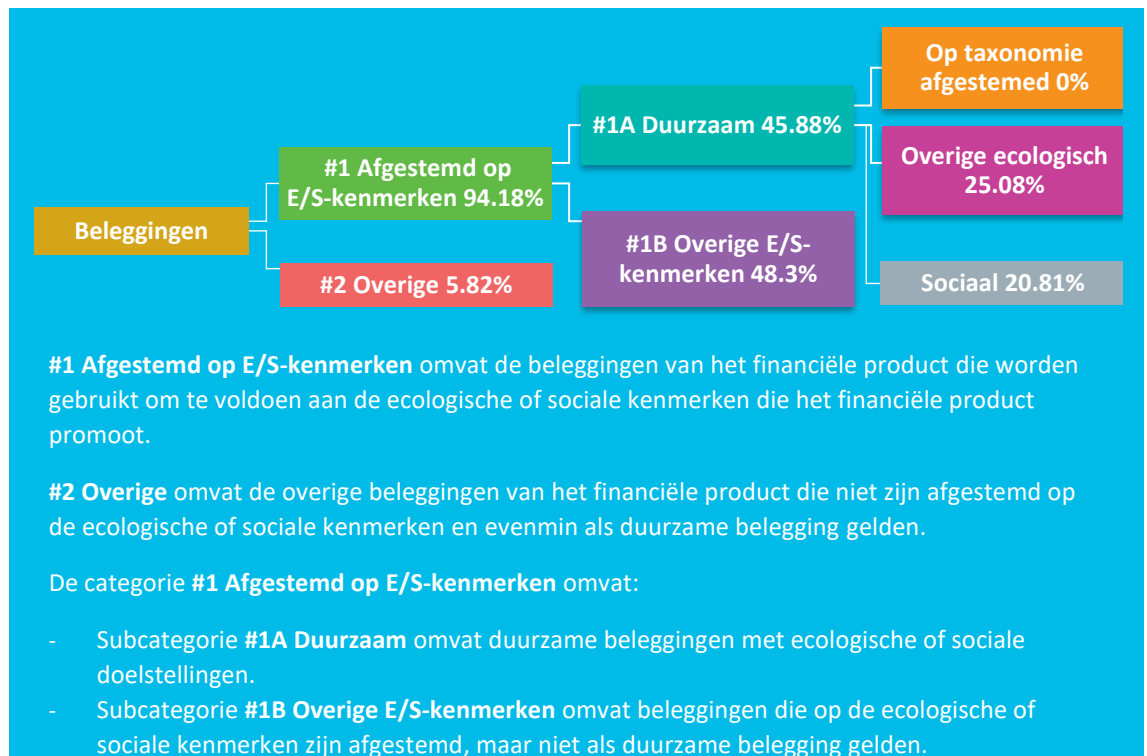 Op taxonomie
afgestemed 0%
#1A Duurzaam 45.88%
#1 Afgestemd op
E/S-kenmerken 94.18%
Overige ecologisch
25.08%
Beleggingen
#1B Overige E/S-
kenmerken 48.3%
#2 Overige 5.82%
Sociaal 20.81%
#1 Afgestemd op E/S-kenmerken omvat de beleggingen van het financiële product die worden
gebruikt om te voldoen aan de ecologische of sociale kenmerken die het financiële product
promoot.
#2 Overige omvat de overige beleggingen van het financiële product die niet zijn afgestemd op
de ecologische of sociale kenmerken en evenmin als duurzame belegging gelden.
De categorie #1 Afgestemd op E/S-kenmerken omvat:
- Subcategorie #1A Duurzaam omvat duurzame beleggingen met ecologische of sociale
doelstellingen.
- Subcategorie #1B Overige E/S-kenmerken omvat beleggingen die op de ecologische of
sociale kenmerken zijn afgestemd, maar niet als duurzame belegging gelden.